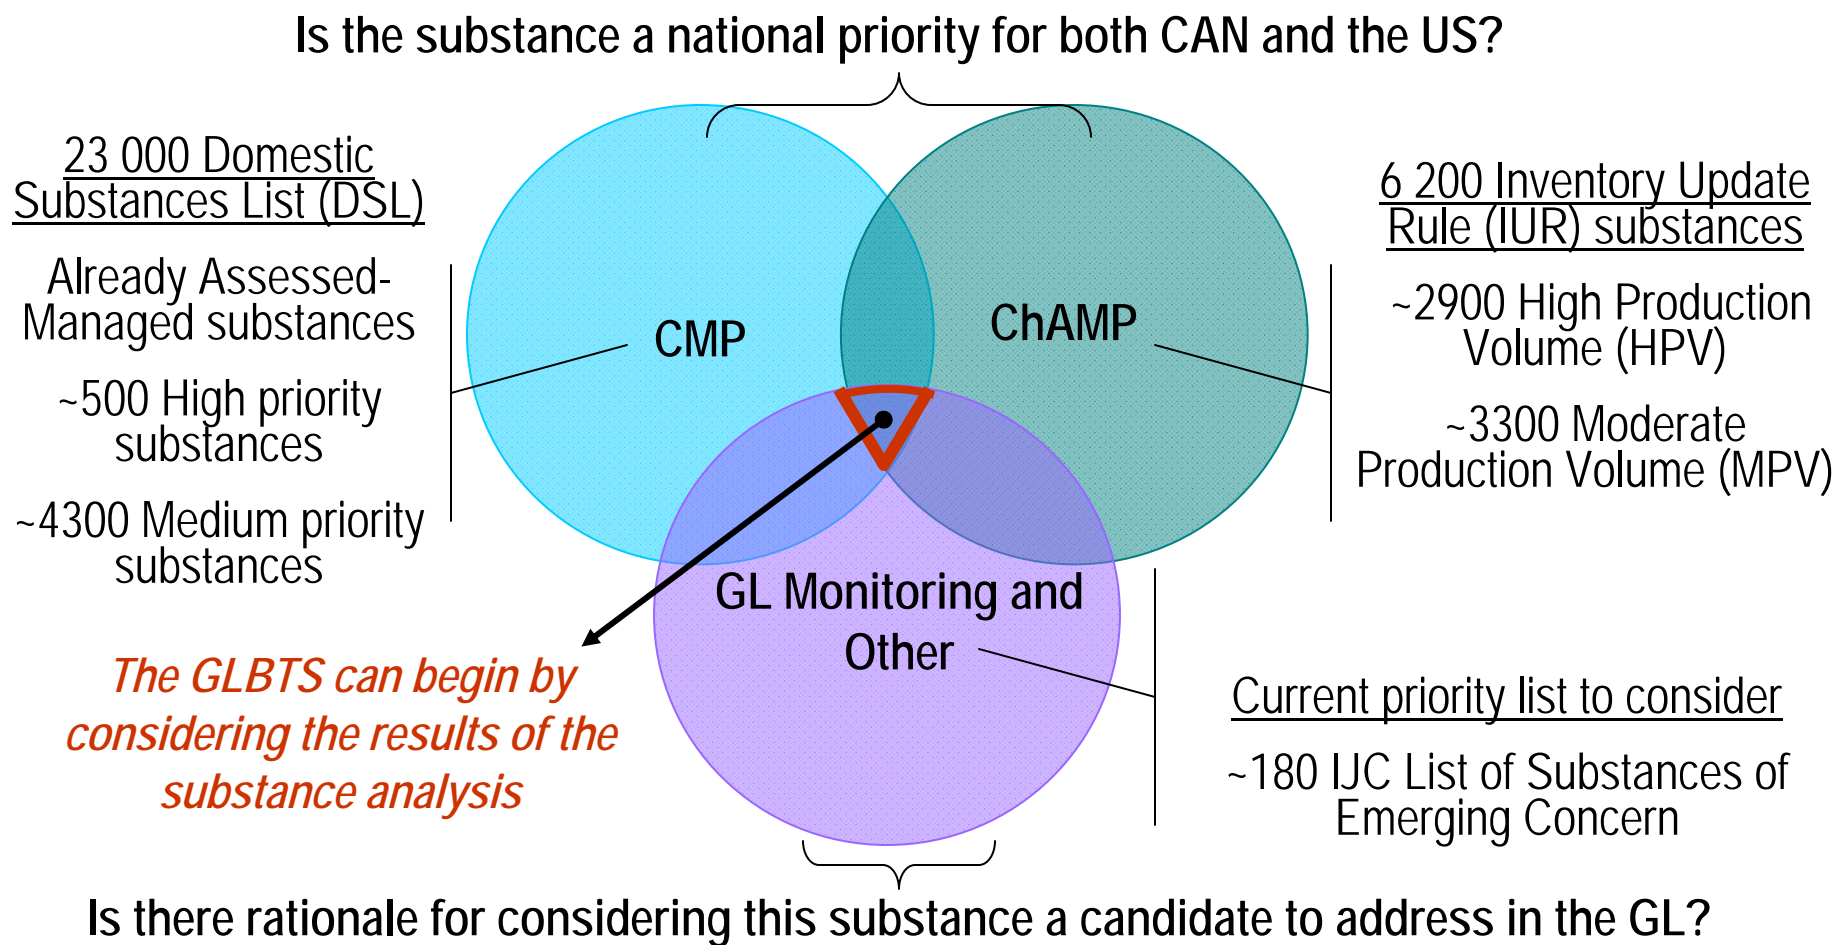 Is the substance a national priority for both CAN and the US?
23 000 Domestic
Substances List (DSL)
Already Assessed-
Managed substances
~500 High priority
substances
~4300 Medium priority
substances
CMP
ChAMP
6 200 Inventory Update
Rule (IUR) substances
~2900 High Production
Volume (HPV)
~3300 Moderate
Production Volume (MPV)
GL Monitoring and
Other
The GLBTS can begin by
considering the results of the
substance analysis
Current priority list to consider
~180 IJC List of Substances of
Emerging Concern
Is there rationale for considering this substance a candidate to address in the GL?